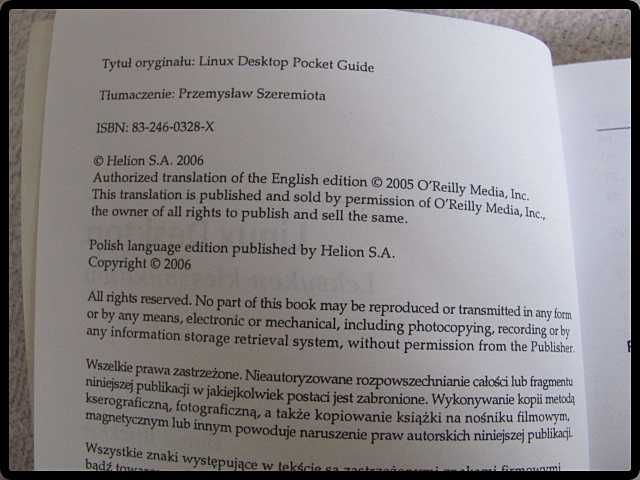 Tytuł oryginału: Linux Desktop Pocket Guide
Tłumaczenie: Przemysław Szeremiota
ISBN: 83-246-0328-X
© Helion S.A. 2006
Authorized translation of the English edition © 2005 O'Reilly Media, Inc.
This translation is published and sold by permission of O'Reilly Media, Inc.,
the owner of all rights to publish and sell the same.
Polish language edition published by Helion S.A.
Copyright © 2006
All rights reserved. No part of this book may be reproduced or transmitted in any form
or by any means, electronic or mechanical, including photocopying, recording or by
any information storage retrieval system, without permission from the Publisher.
Wszelkie prawa zastrzeżone. Nieautoryzowane rozpowszechnianie całości lub fragmentu
niniejszej publikacji w jakiejkolwiek postaci jest zabronione. Wykonywanie kopii metodą
kserograficzną, fotograficzną, a także kopiowanie książki na nośniku filmowym,
magnetycznym lub innym powoduje naruszenie praw autorskich niniejszej publikacji.
Wszystkie znaki występujące w tekście są zastrzeżonymi znakami firmowymi
bądź